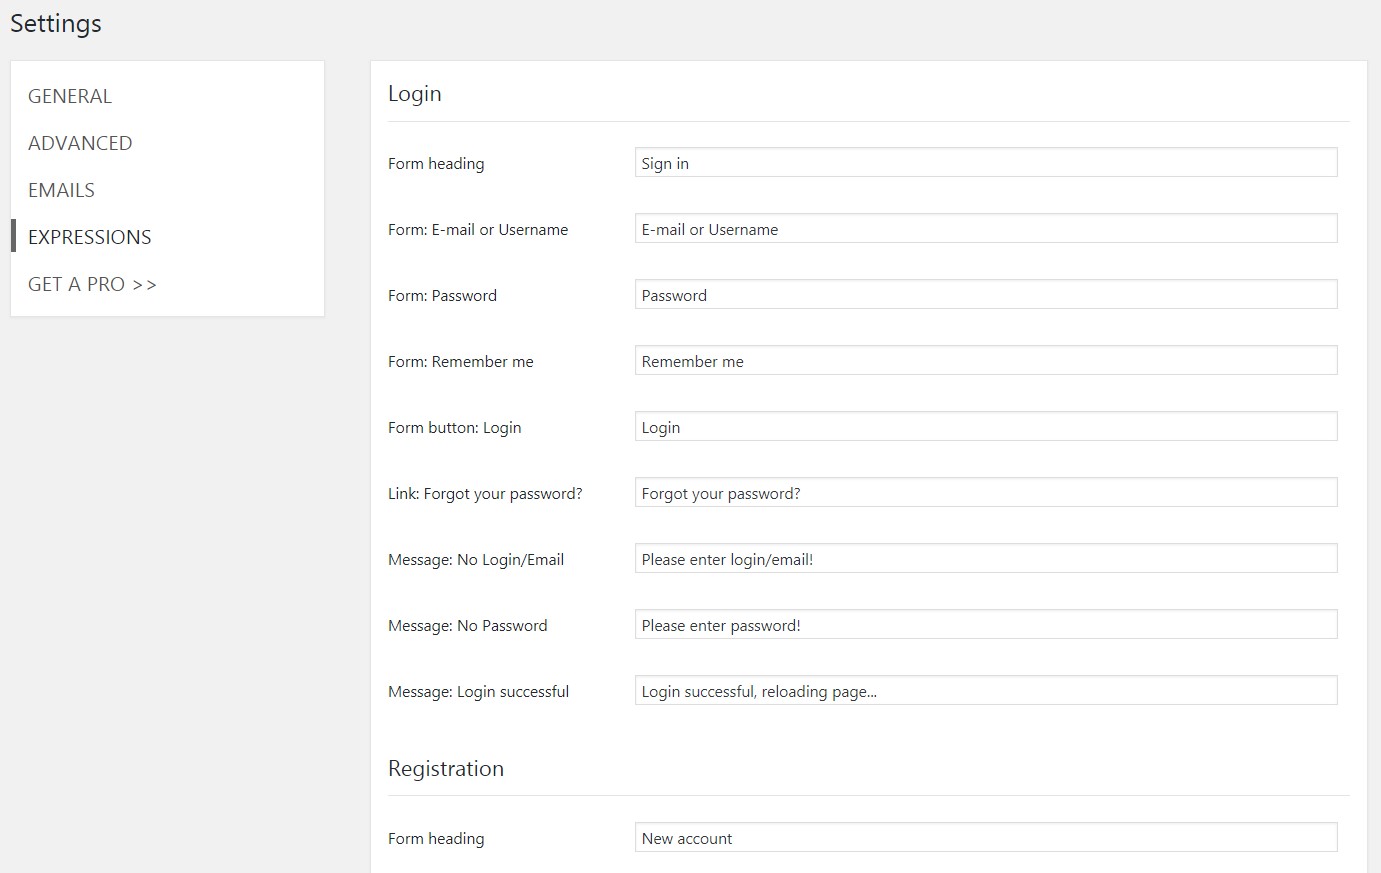 Settings
GENERAL
ADVANCED
EMAILS
EXPRESSIONS
GET A PRO >>
Login
Form heading
Sign in
Form: E-mail or Username
E-mail or Username
Form: Password
Password
Form: Remember me
Remember me
Form button: Login
Login
Link: Forgot your password?
Forgot your password?
Message: No Login/Email
Please enter login/email!
Message: No Password
Please enter password!
Message: Login successful
Login successful, reloading page...
Registration
Form heading
New account